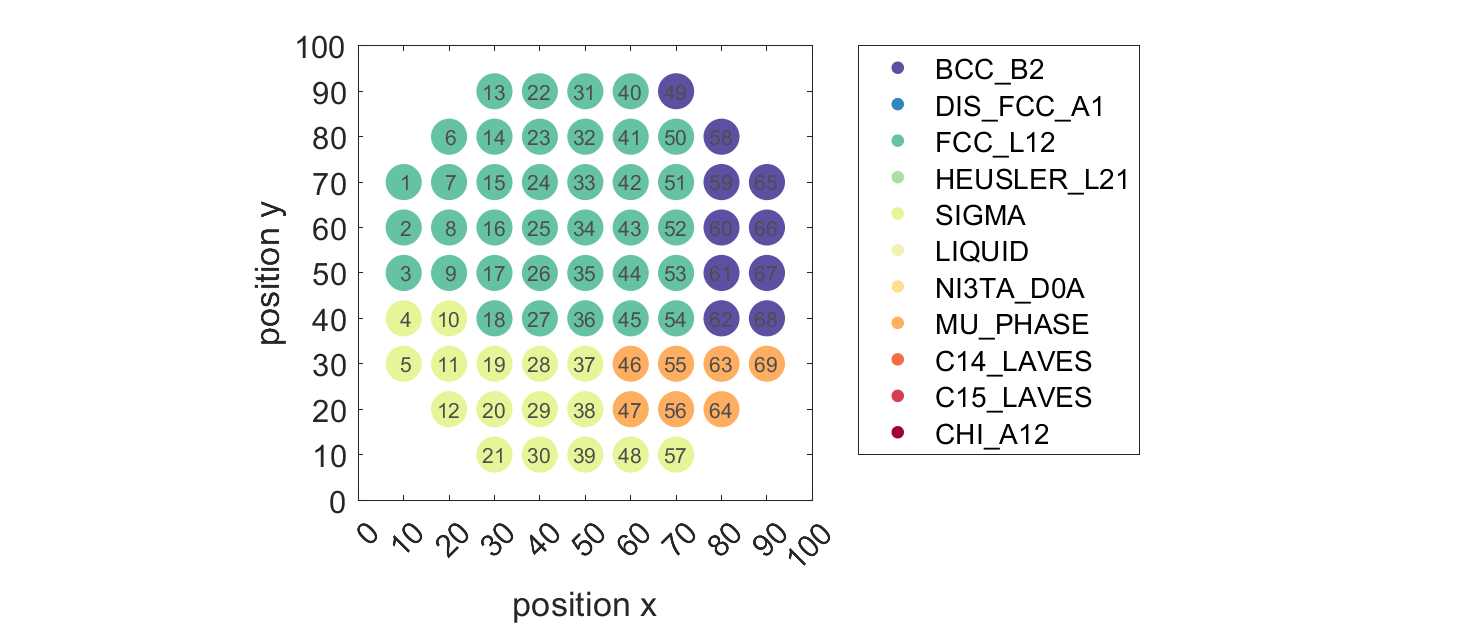 100
90 13 22 31 40 49
80 6 14 23 32 41 50 58
70 1 7 15 24 33 42 51 59 65
60 2 8 16 25 34 43 52 60 66
50 3 9 17 26 35 44 53 61 67
40 4 10 18 27 36 45 54 62 68
30 5 11 19 28 37 46 55 63 69
20 12 20 29 38 47 56 64
10 21 30 39 48 57
0
position y
0 10 20 30 40 50 60 70 80 90 100
position x
BCC_B2
DIS_FCC_A1
FCC_L12
HEUSLER_L21
SIGMA
LIQUID
NI3TA_D0A
MU_PHASE
C14_LAVES
C15_LAVES
CHI_A12